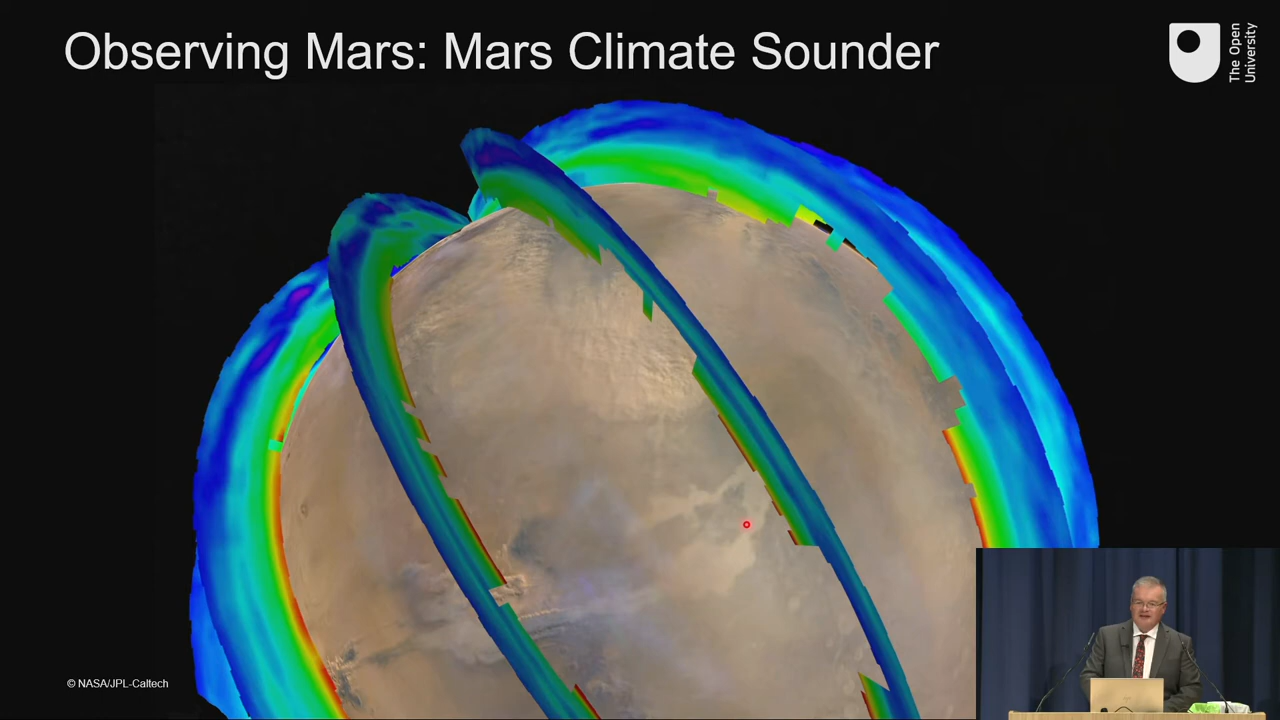 Observing Mars: Mars Climate Sounder
The Open
University
© NASA/JPL-Caltech